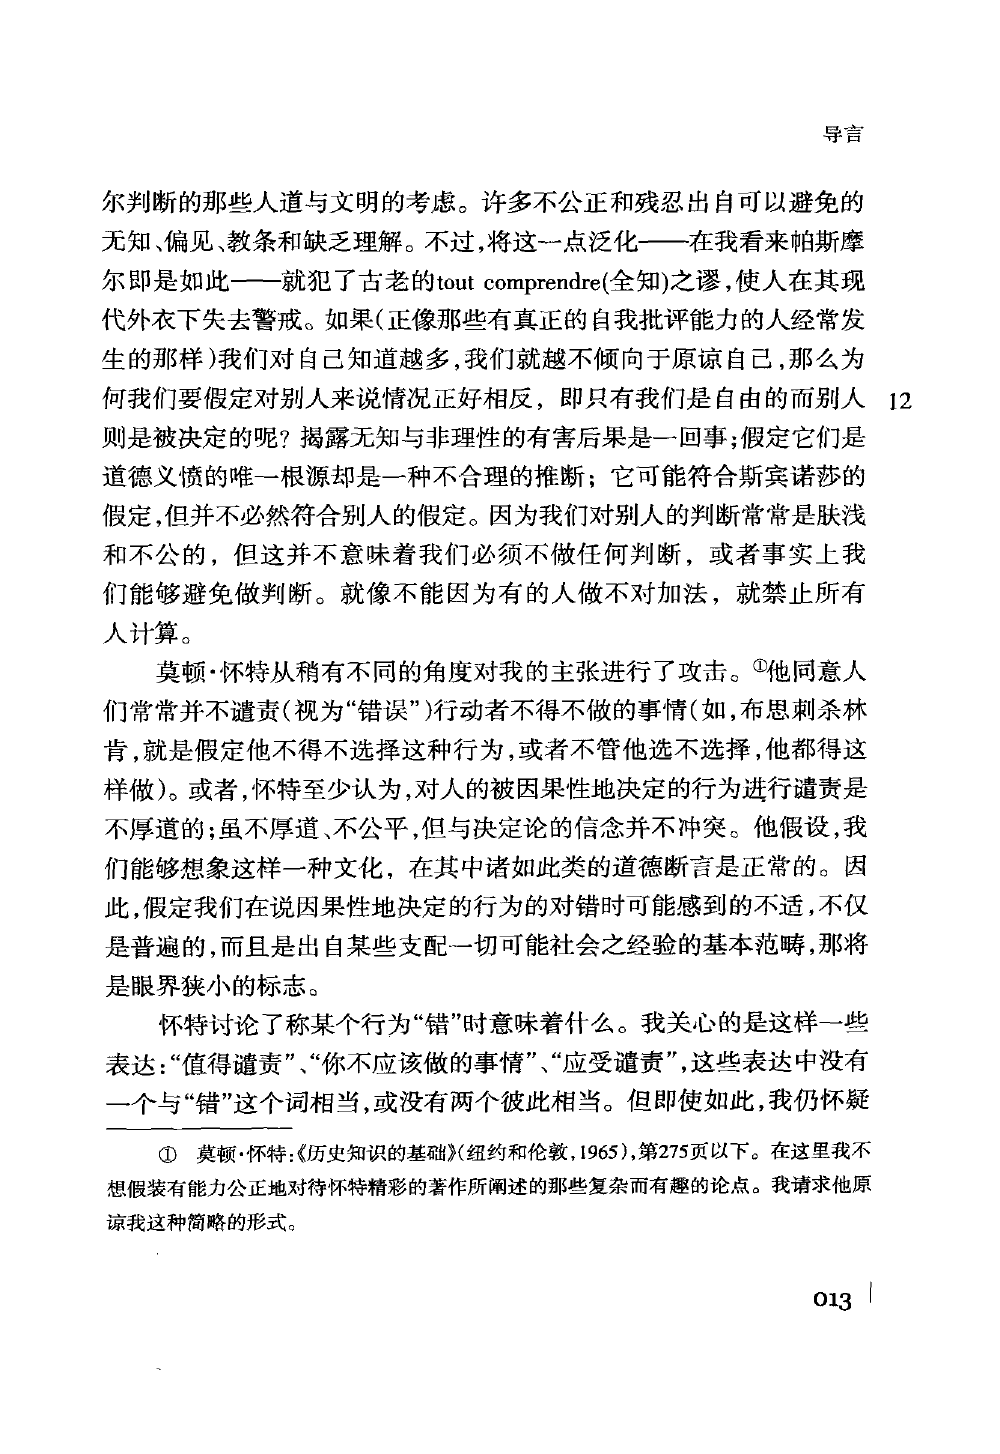 导言
尔判断的那些人道与文明的考虑。许多不公正和残忍出自可以避免的
无知、偏见、教条和缺乏理解。不过,将这一点泛化——在我看来帕斯摩
尔即是如此——就犯了古老的tout comprendre(全知)之谬,使人在其现
代外衣下失去警戒。如果(正像那些有真正的自我批评能力的人经常发
生的那样)我们对自己知道越多,我们就越不倾向于原谅自己,那么为
何我们要假定对别人来说情况正好相反，即只有我们是自由的而别人 12
则是被决定的呢？揭露无知与非理性的有害后果是一回事;假定它们是
道德义愤的唯一根源却是一种不合理的推断；它可能符合斯宾诺莎的
假定,但并不必然符合别人的假定。因为我们对别人的判断常常是肤浅
和不公的，但这并不意味着我们必须不做任何判断，或者事实上我
们能够避免做判断。就像不能因为有的人做不对加法，就禁止所有
人计算。
莫顿·怀特从稍有不同的角度对我的主张进行了攻击。①他同意人
们常常并不谴责(视为“错误”)行动者不得不做的事情(如,布思刺杀林
肯,就是假定他不得不选择这种行为,或者不管他选不选择,他都得这
样做)。或者,怀特至少认为,对人的被因果性地决定的行为进行谴责是
不厚道的;虽不厚道、不公平,但与决定论的信念并不冲突。他假设,我
们能够想象这样一种文化，在其中诸如此类的道德断言是正常的。因
此,假定我们在说因果性地决定的行为的对错时可能感到的不适,不仅
是普遍的,而且是出自某些支配一切可能社会之经验的基本范畴,那将
是眼界狭小的标志。
怀特讨论了称某个行为“错”时意味着什么。我关心的是这样一些
表达:“值得谴责”、“你不应该做的事情”、“应受谴责”,这些表达中没有
一个与“错”这个词相当,或没有两个彼此相当。但即使如此,我仍怀疑
① 莫顿·怀特:《历史知识的基础》(纽约和伦敦,1965),第275页以下。在这里我不
想假装有能力公正地对待怀特精彩的著作所阐述的那些复杂而有趣的论点。我请求他原
谅我这种简略的形式。
013